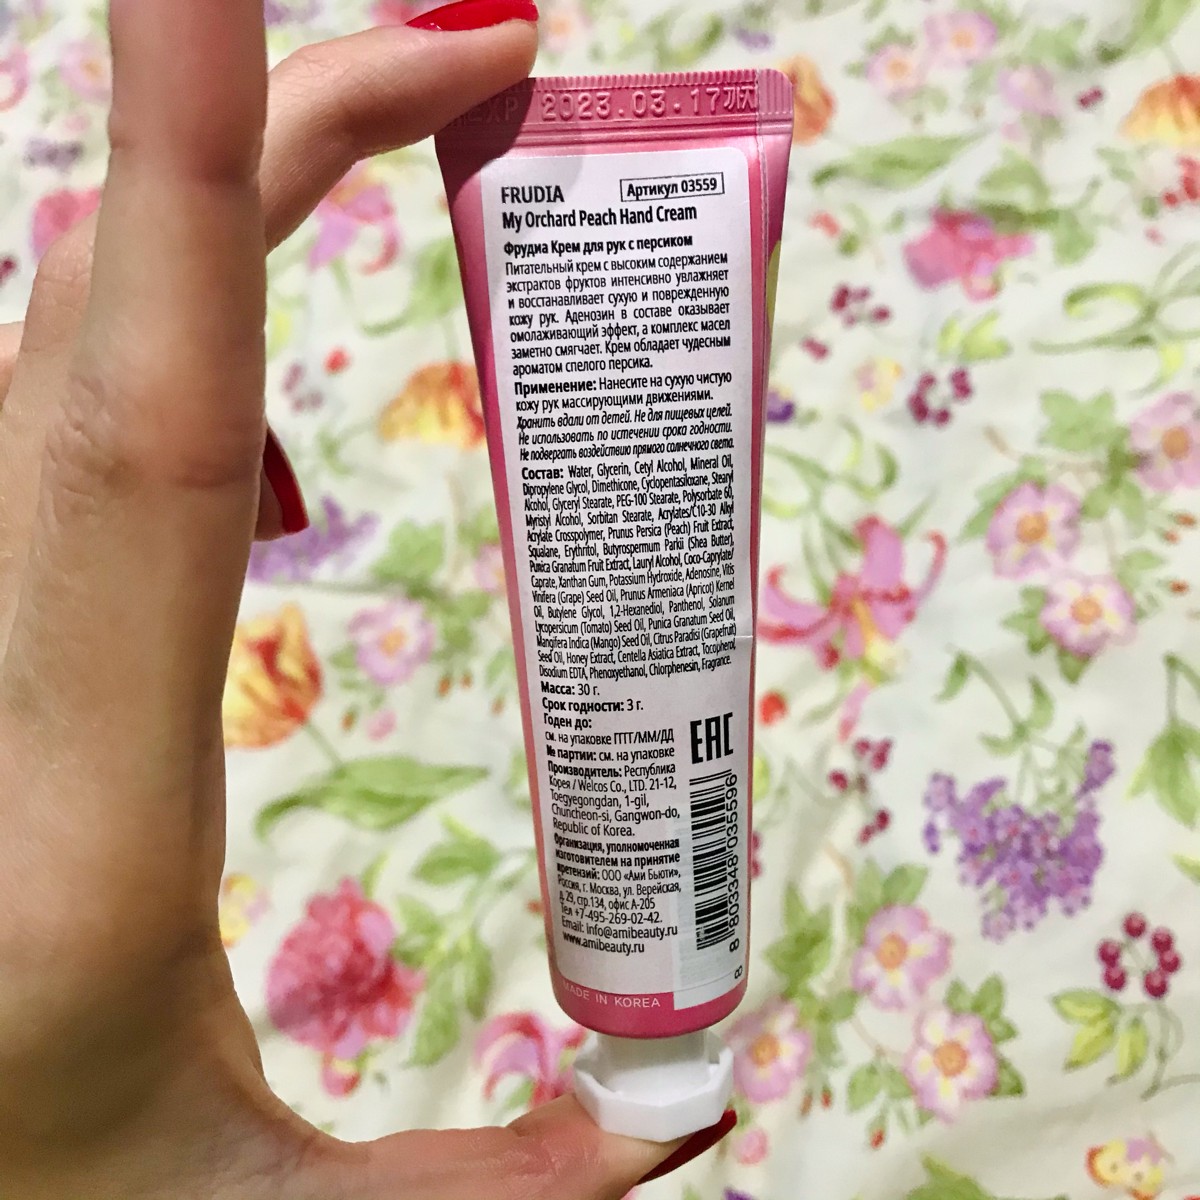 EXP 2023.03.17까지
FRUDIA
Артикул 03559
My Orchard Peach Hand Cream
Фрудиа Крем для рук с персиком
Питательный крем с высоким содержанием
экстрактов фруктов интенсивно увлажняет
и восстанавливает сухую и поврежденную
кожу рук. Аденозин в составе оказывает
омолаживающий эффект, а комплекс масел
заметно смягчает. Крем обладает чудесным
ароматом спелого персика.
Применение: Нанесите на сухую чистую
кожу рук массирующими движениями.
Хранить вдали от детей. Не для пищевых целей.
Не использовать по истечении срока годности.
Не подвергать воздействию прямого солнечного света.
Состав: Water, Glycerin, Cetyl Alcohol, Mineral Oil,
Dipropylene Glycol, Dimethicone, Cyclopentasiloxane, Stearyl
Alcohol, Glyceryl Stearate, PEG-100 Stearate, Polysorbate 60,
Myristyl Alcohol, Sorbitan Stearate, Acrylates/C10-30 Alkyl
Acrylate Crosspolymer, Prunus Persica (Peach) Fruit Extract,
Squalane, Erythritol, Butyrospermum Parkii (Shea Butter),
Punica Granatum Fruit Extract, Lauryl Alcohol, Coco-Caprylate/
Caprate, Xanthan Gum, Potassium Hydroxide, Adenosine, Vitis
Vinifera (Grape) Seed Oil, Prunus Armeniaca (Apricot) Kernel
Oil, Butylene Glycol, 1,2-Hexanediol, Panthenol, Solanum
Lycopersicum (Tomato) Seed Oil, Punica Granatum Seed Oil,
Mangifera Indica (Mango) Seed Oil, Citrus Paradisi (Grapefruit)
Seed Oil, Honey Extract, Centella Asiatica Extract, Tocopherol,
Disodium EDTA, Phenoxyethanol, Chlorphenesin, Fragrance.
Масса: 30 г.
Срок годности: 3 г.
Годен до:
см. на упаковке ГГГГ/ММ/ДД
№ партии: см. на упаковке
Производитель: Республика
Корея / Welcos Co., LTD. 21-12,
Toegyegongdan, 1-gil,
Chuncheon-si, Gangwon-do,
Republic of Korea.
Организация, уполномоченная
изготовителем на принятие
претензий: ООО «Ами Бьюти»,
Россия, г. Москва, ул. Верейская,
д. 29, стр.134, офис А-205
Тел +7-495-269-02-42.
Email: info@amibeauty.ru
www.amibeauty.ru
EAC
8 803348 035596
8
MADE IN KOREA